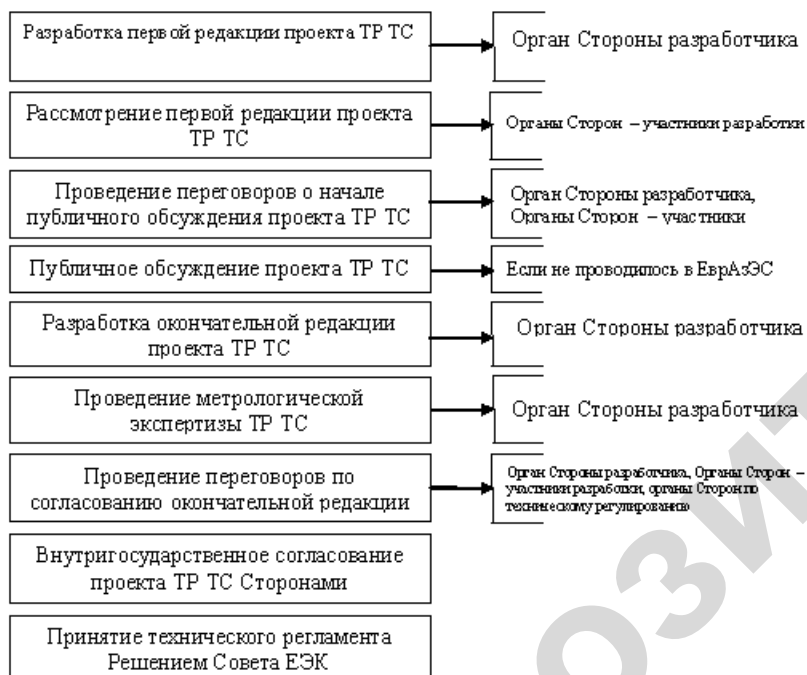 Разработка первой редакции проекта ТР ТС
Орган Стороны разработчика
Рассмотрение первой редакции проекта
ТР ТС
Органы Сторон – участники разработки
Проведение переговоров о начале
публичного обсуждения проекта ТР ТС
Орган Стороны разработчика,
Органы Сторон – участники
Публичное обсуждение проекта ТР ТС
Если не проводилось в ЕврАзЭС
Разработка окончательной редакции
проекта ТР ТС
Орган Стороны разработчика
Проведение метрологической
экспертизы ТР ТС
Орган Стороны разработчика
Проведение переговоров по
согласованию окончательной редакции
Орган Стороны разработчика, Органы Сторон –
участники разработки, органы Сторон по
техническому регулированию
Внутригосударственное согласование
проекта ТР ТС Сторонами
Принятие технического регламента
Решением Совета ЕЭК